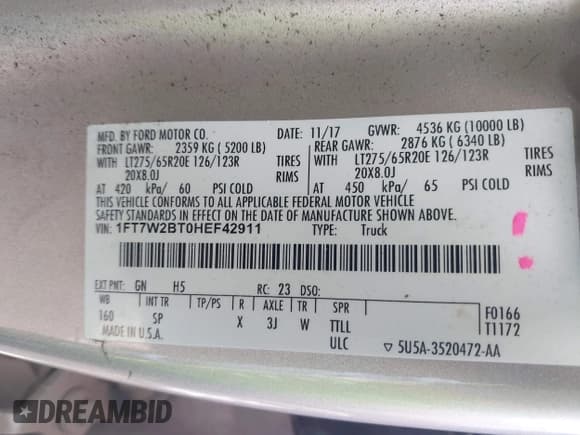 MFD. BY FORD MOTOR CO.
DATE: 11/17 GVWR: 4536 KG (10000 LB)
FRONT GAWR: 2359 KG (5200 LB)
REAR GAWR: 2876 KG (6340 LB)
WITH LT275/65R20E 126/123R TIRES
WITH LT275/65R20E 126/123R TIRES
20X8.0J RIMS
20X8.0J RIMS
AT 420 kPa/ 60 PSI COLD
AT 450 kPa/ 65 PSI COLD
THIS VEHICLE CONFORMS TO ALL APPLICABLE FEDERAL MOTOR VEHICLE
SAFETY STANDARDS IN EFFECT ON THE DATE OF MANUFACTURE SHOWN ABOVE.
VIN: 1FT7W2BT0HEF42911 TYPE: Truck
EXT PNT: GN H5 RC: 23 DSO:
WB INT TR TP/PS R AXLE TR SPR
160 SP X 3J W TTLL
ULC
F0166
T1172
MADE IN U.S.A.
▽ 5U5A-3520472-AA
DREAMBID